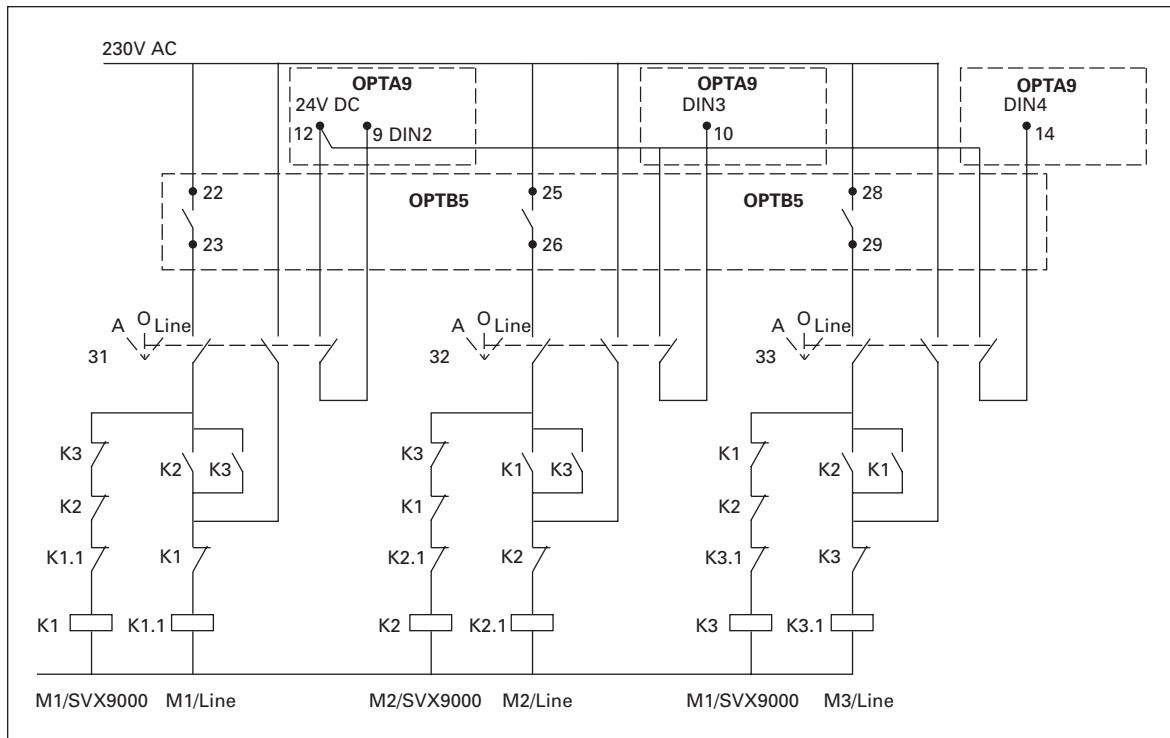 230V AC
OPTA9 OPTA9 OPTA9
24V DC DIN3 DIN4
12 9 DIN2 10 14
22 25 28
OPTB5 OPTB5
23 26 29
A O Line A O Line A O Line
31 32 33
K3 K2 K3 K3 K1 K3 K1 K2 K1
K2 K1 K2
K1.1 K1 K2.1 K2 K3.1 K3
K1 K1.1 K2 K2.1 K3 K3.1
M1/SVX9000 M1/Line M2/SVX9000 M2/Line M1/SVX9000 M3/Line